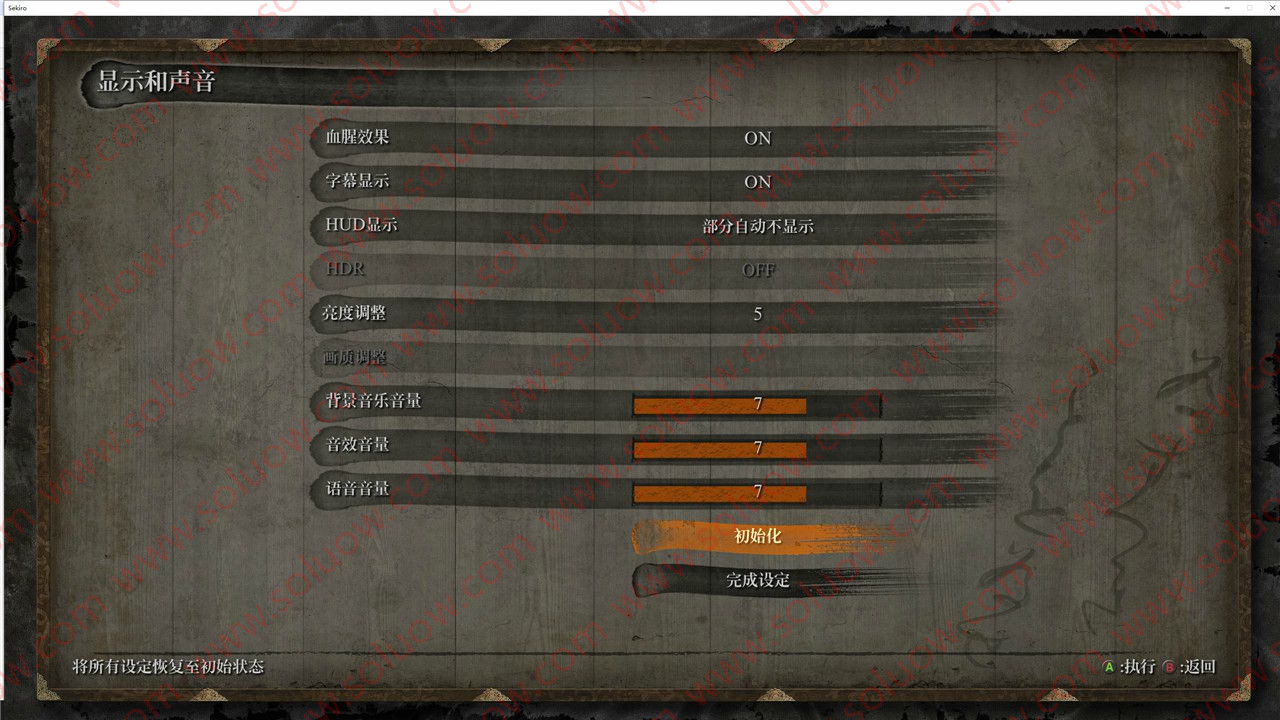 Sekiro
显示和声音
血腥效果 ON
字幕显示 ON
HUD显示 部分自动不显示
HDR OFF
亮度调整 5
画质调整
背景音乐音量 7
音效音量 7
语音音量 7
初始化
完成设定
将所有设定恢复至初始状态
A :执行 B :返回
www.soluow.com